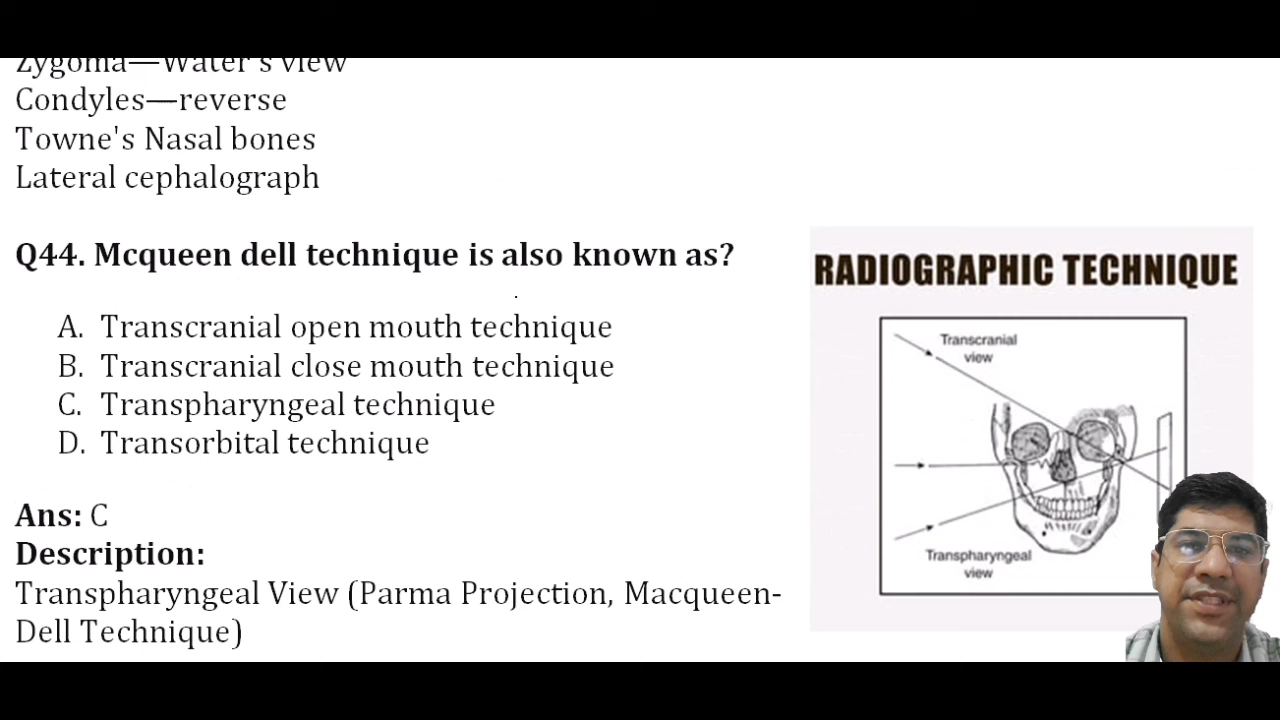 Zygoma—Water's view
Condyles—reverse
Towne's Nasal bones
Lateral cephalograph
Q44. Mcqueen dell technique is also known as?
A. Transcranial open mouth technique
B. Transcranial close mouth technique
C. Transpharyngeal technique
D. Transorbital technique
Ans: C
Description:
Transpharyngeal View (Parma Projection, Macqueen-
Dell Technique)
RADIOGRAPHIC TECHNIQUE
Transcranial
view
Transpharyngeal
view